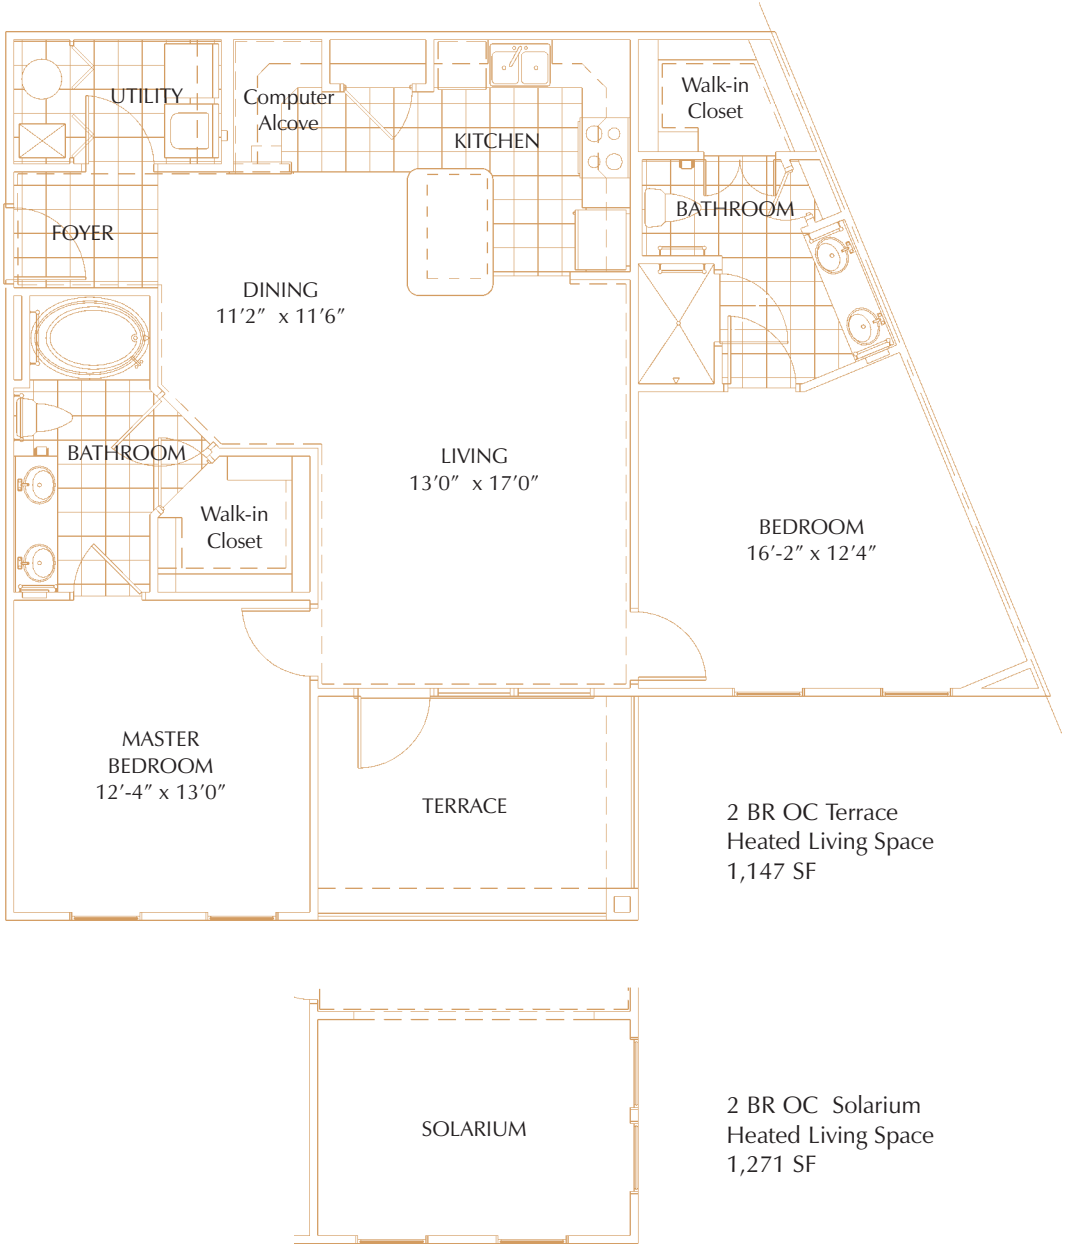 UTILITY
Computer
Alcove
KITCHEN
Walk-in
Closet
FOYER
BATHROOM
DINING
11’2” x 11’6”
BATHROOM
LIVING
13’0” x 17’0”
Walk-in
Closet
BEDROOM
16’-2” x 12’4”
MASTER
BEDROOM
12’-4” x 13’0”
TERRACE
2 BR OC Terrace
Heated Living Space
1,147 SF
SOLARIUM
2 BR OC Solarium
Heated Living Space
1,271 SF